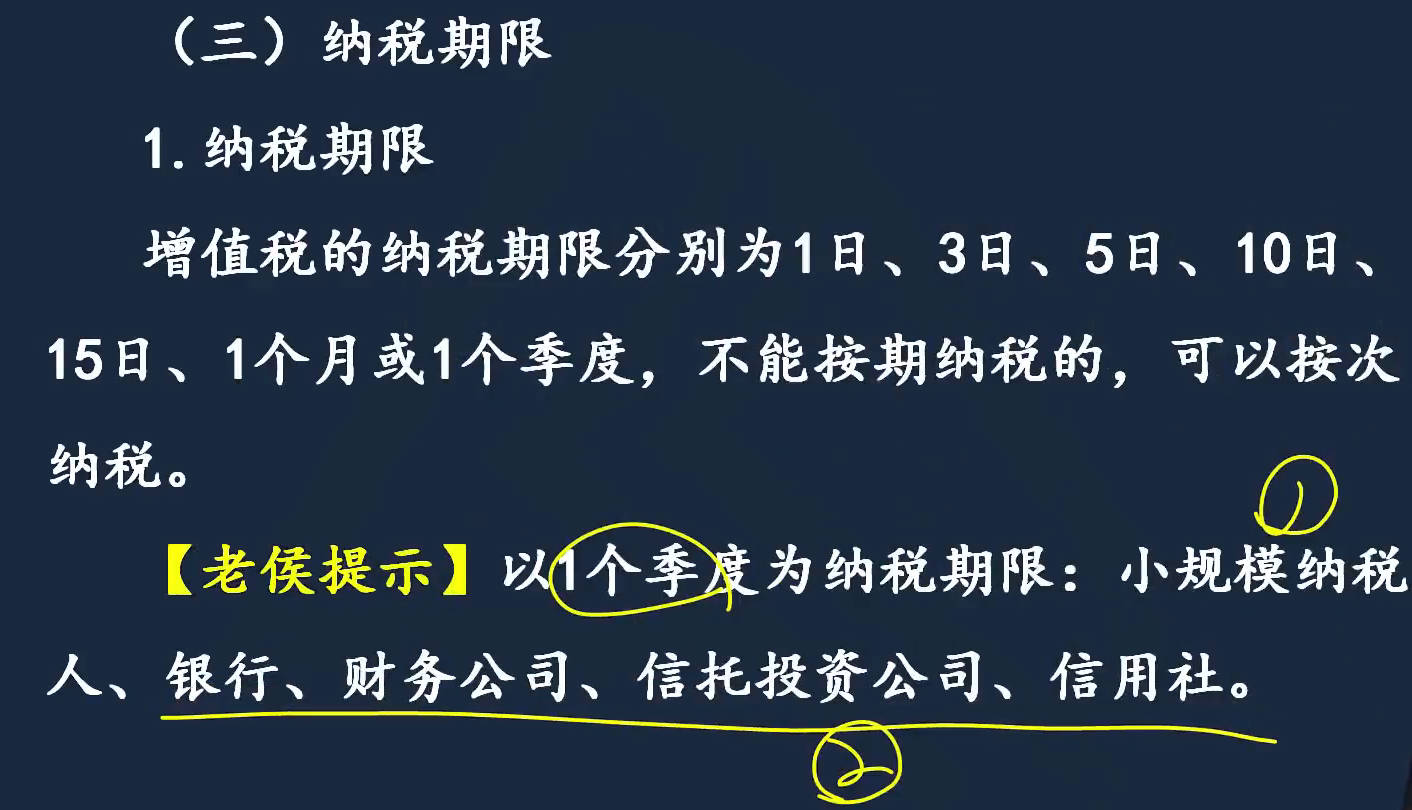 （三）纳税期限
1. 纳税期限
增值税的纳税期限分别为1日、3日、5日、10日、
15日、1个月或1个季度，不能按期纳税的，可以按次
纳税。
①
【老侯提示】以1个季度为纳税期限：小规模纳税
人、银行、财务公司、信托投资公司、信用社。
②